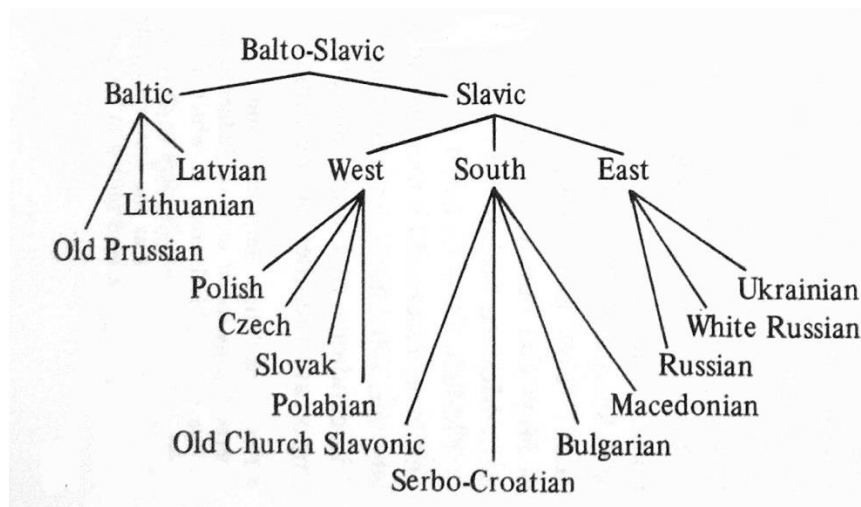 Balto-Slavic
Baltic
Slavic
Latvian
Lithuanian
Old Prussian
West
South
East
Polish
Czech
Slovak
Polabian
Old Church Slavonic
Serbo-Croatian
Bulgarian
Macedonian
Russian
White Russian
Ukrainian